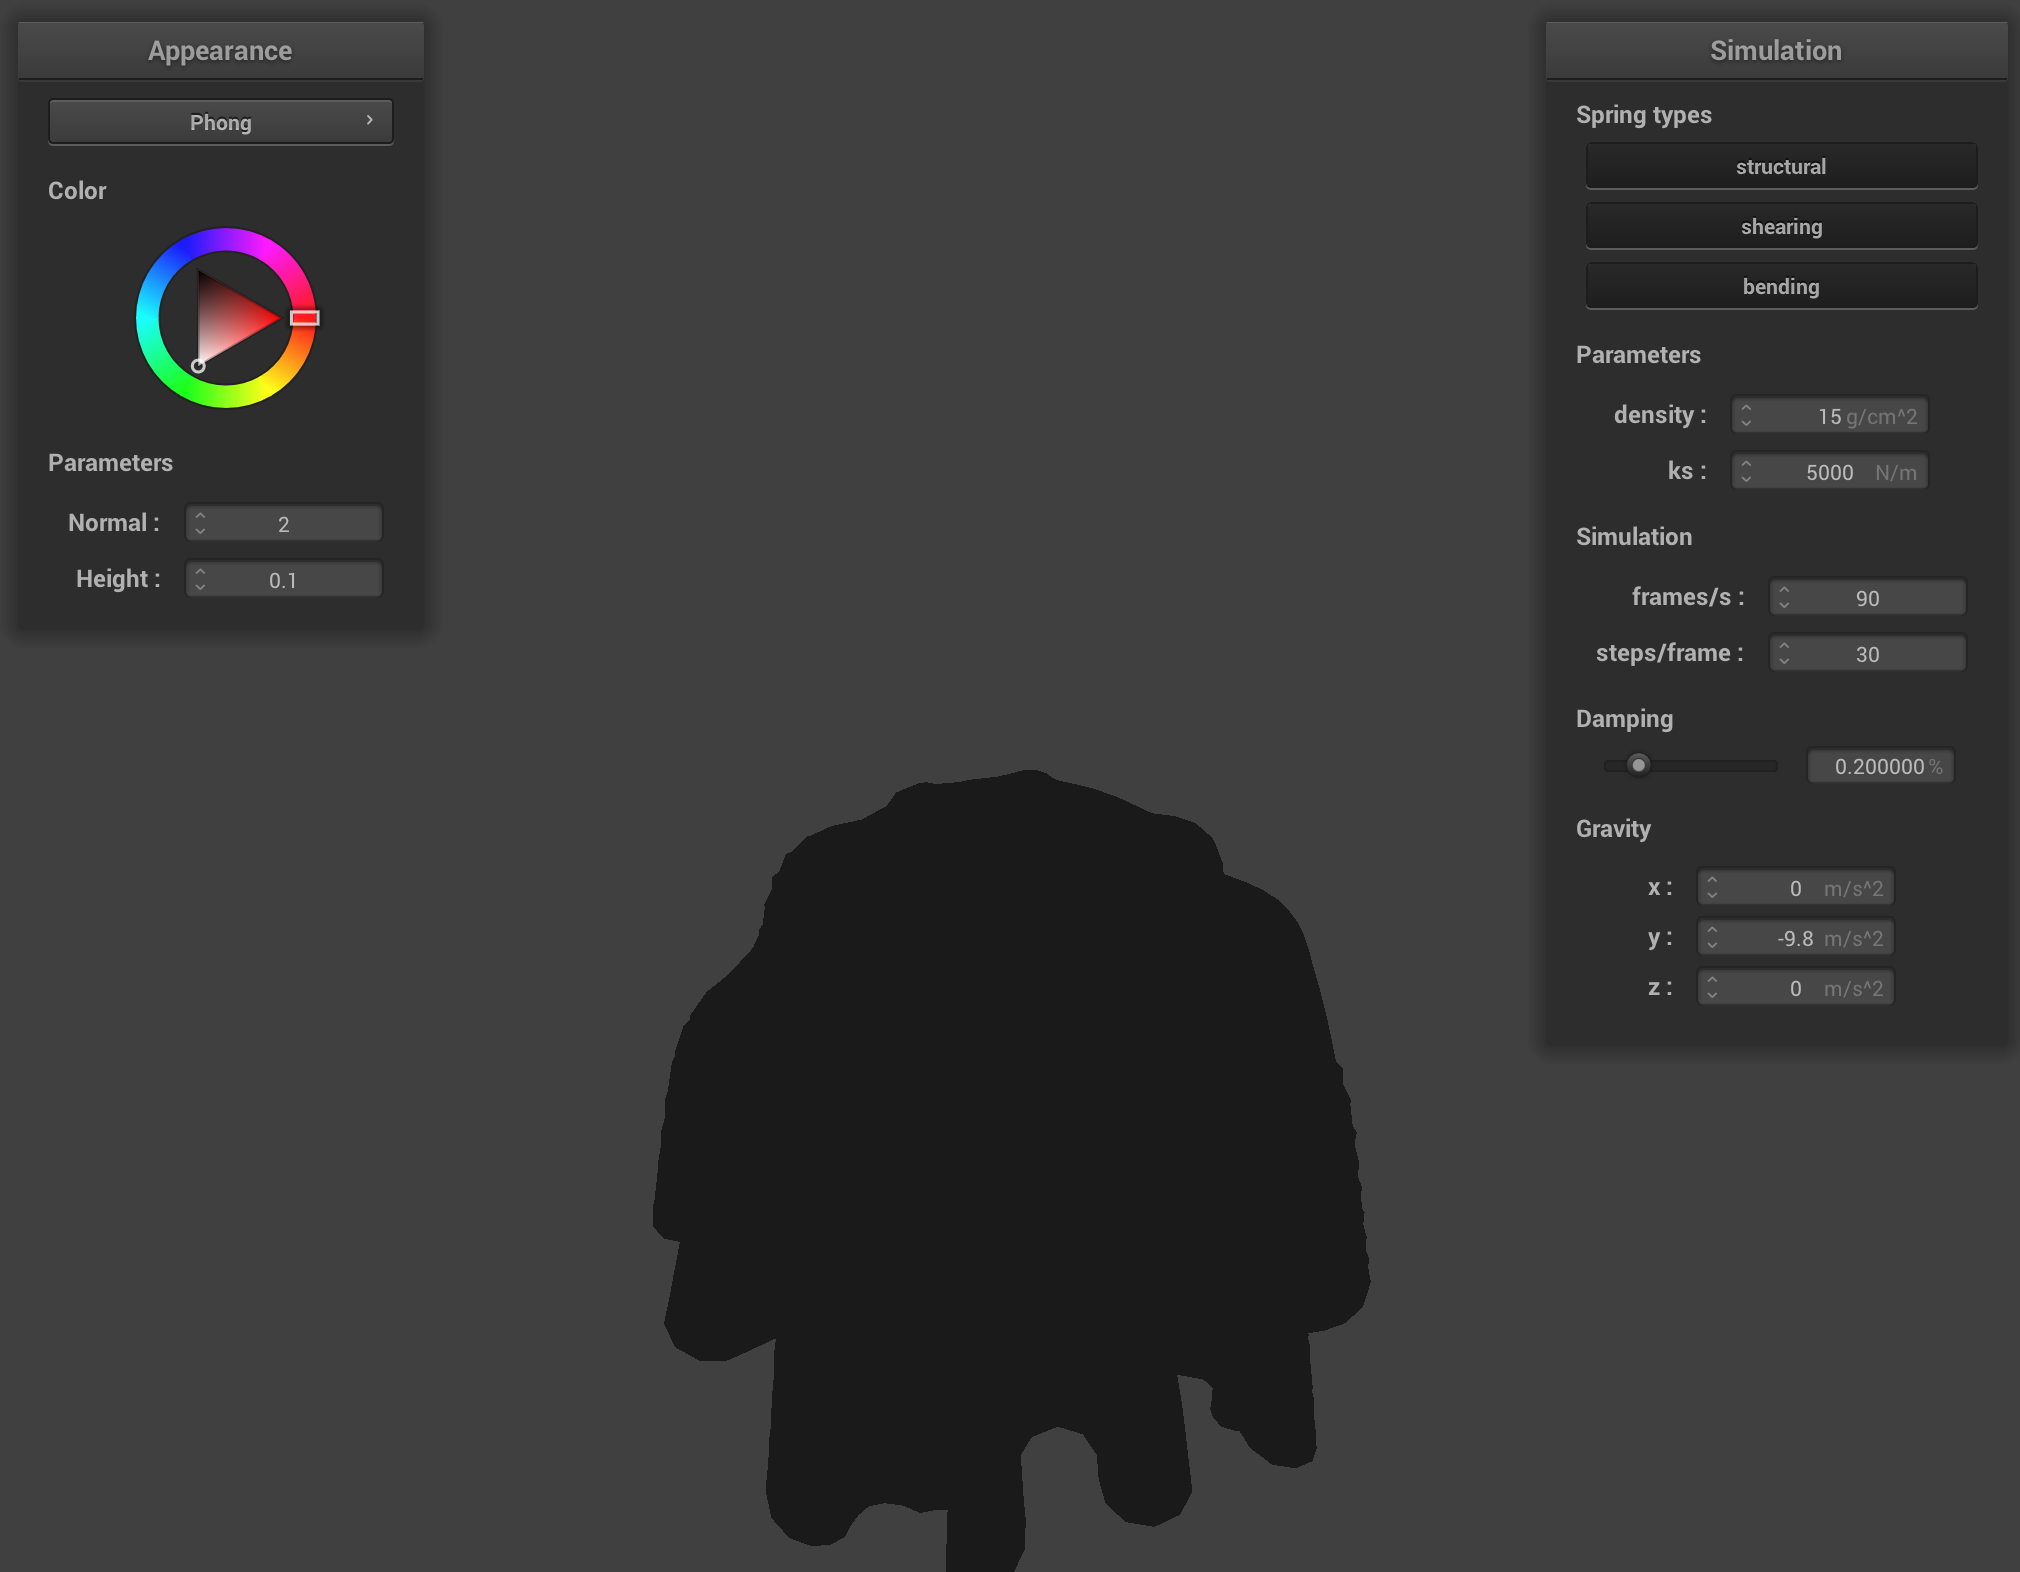 Appearance
Phong
Color
Parameters
Normal : 2
Height : 0.1
Simulation
Spring types
structural
shearing
bending
Parameters
density : 15 g/cm^2
ks : 5000 N/m
Simulation
frames/s : 90
steps/frame : 30
Damping
0.200000 %
Gravity
x : 0 m/s^2
y : -9.8 m/s^2
z : 0 m/s^2